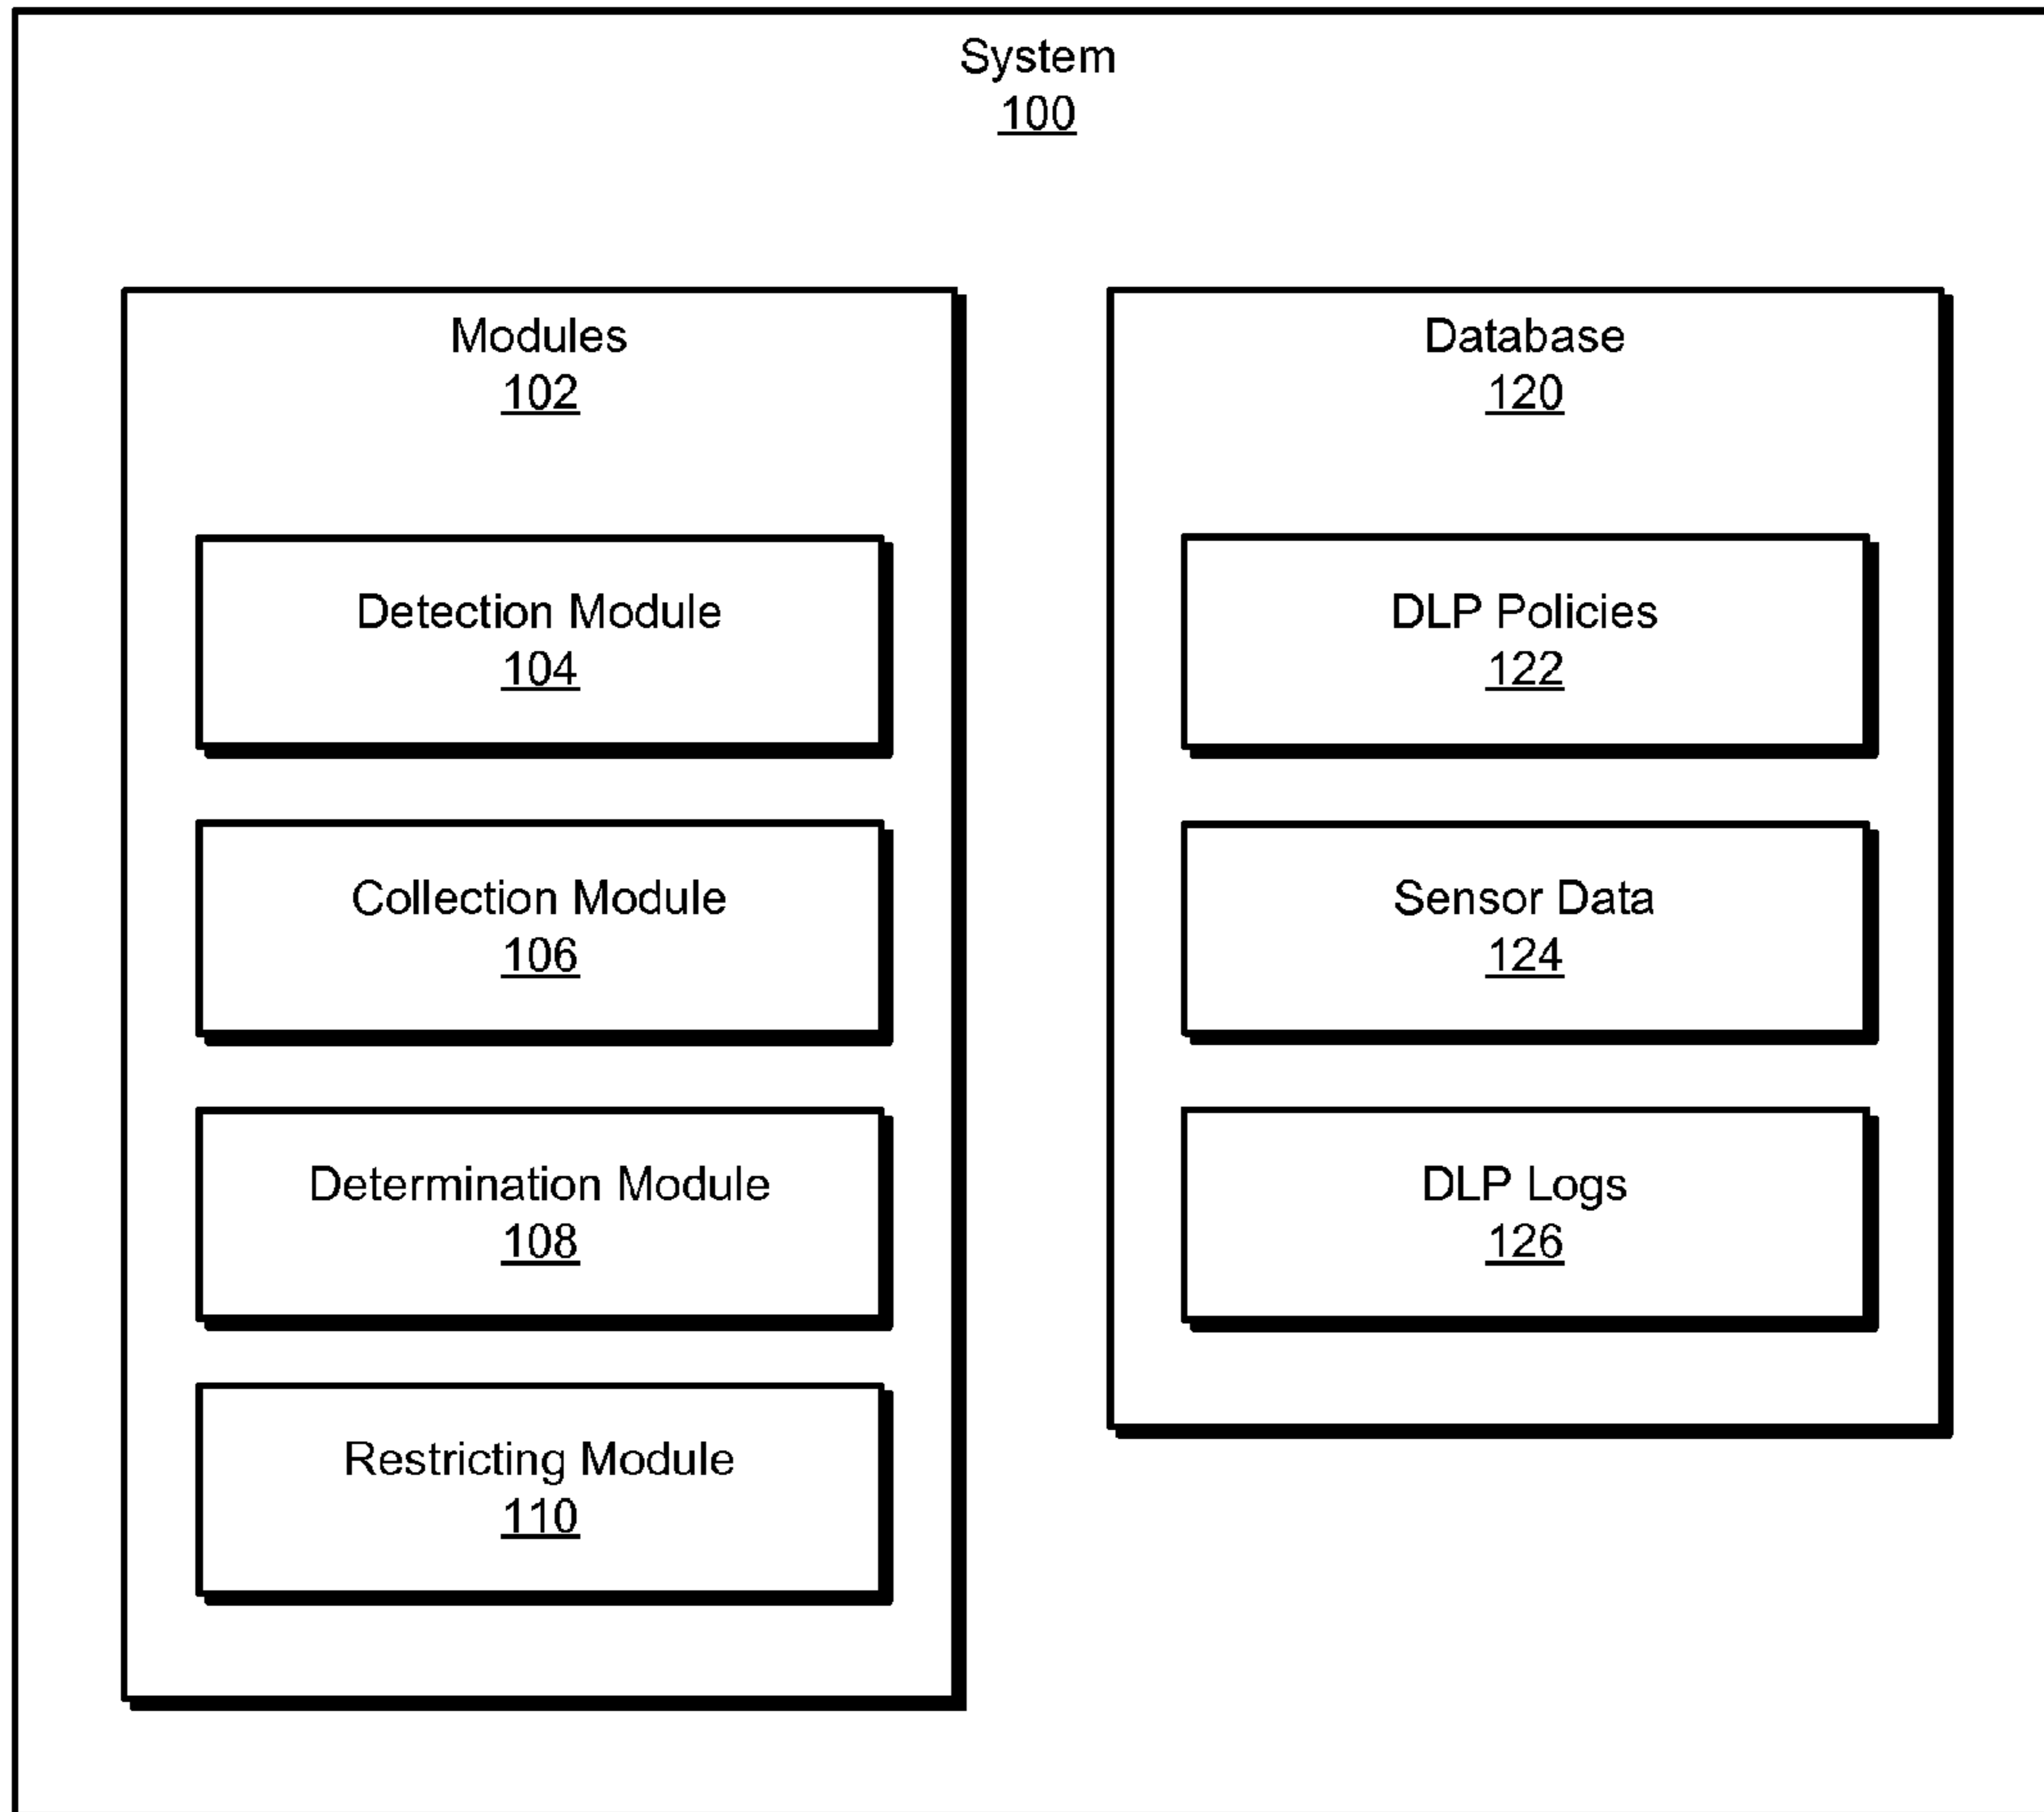 System
100
Modules
102
Detection Module
104
Collection Module
106
Determination Module
108
Restricting Module
110
Database
120
DLP Policies
122
Sensor Data
124
DLP Logs
126